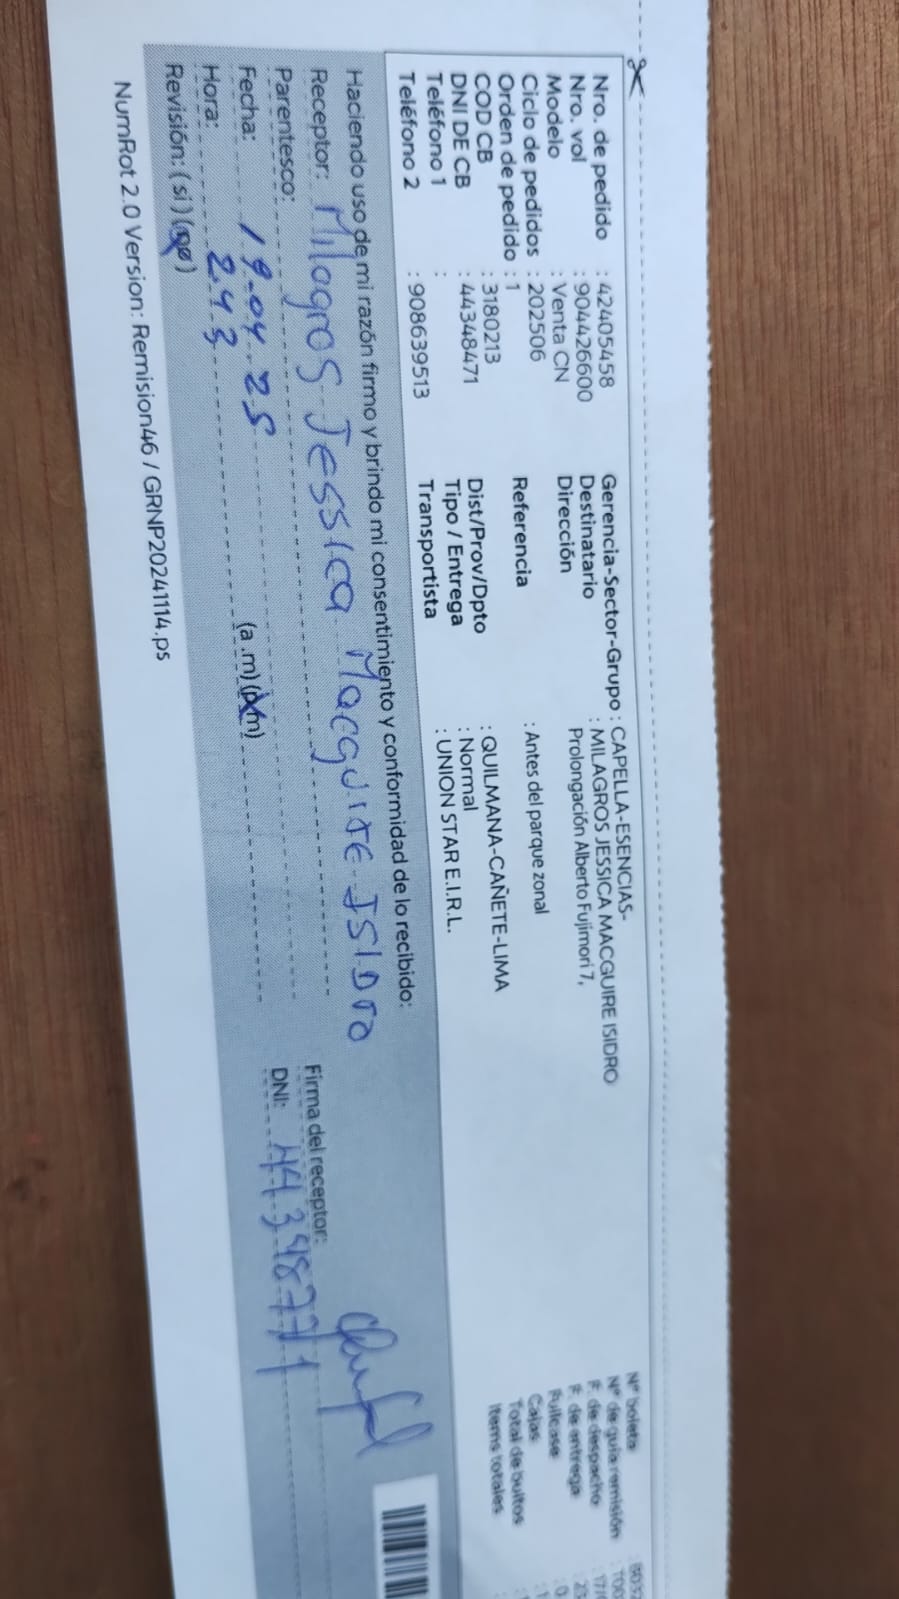 Nro. de pedido : 42405458
Nro. vol : 904426600
Modelo : Venta CN
Ciclo de pedidos : 202506
Orden de pedido : 1
COD CB : 3180213
DNI DE CB : 44348471
Teléfono 1 :
Teléfono 2 : 908639513
Gerencia-Sector-Grupo : CAPELLA-ESENCIAS-
Destinatario : MILAGROS JESSICA MACGUIRE ISIDRO
Dirección Prolongación Alberto Fujimori 7,
Referencia : Antes del parque zonal
Dist/Prov/Dpto : QUILMANA-CAÑETE-LIMA
Tipo / Entrega : Normal
Transportista : UNION STAR E.I.R.L.
N° boleta
N° de guía remisión
F. de despacho
F. de entrega
Fullcase
Cajas
Total de bultos
Items totales
Haciendo uso de mi razón firmo y brindo mi consentimiento y conformidad de lo recibido:
Receptor: Milagros Jessica Macguire Isidro
Parentesco:
Fecha: 19.04 25
Hora: 2.43 (a .m) (p.m)
Revisión: ( si ) (no)
Firma del receptor:
DNI:
NumRot 2.0 Version: Remision46 / GRNP20241114.ps